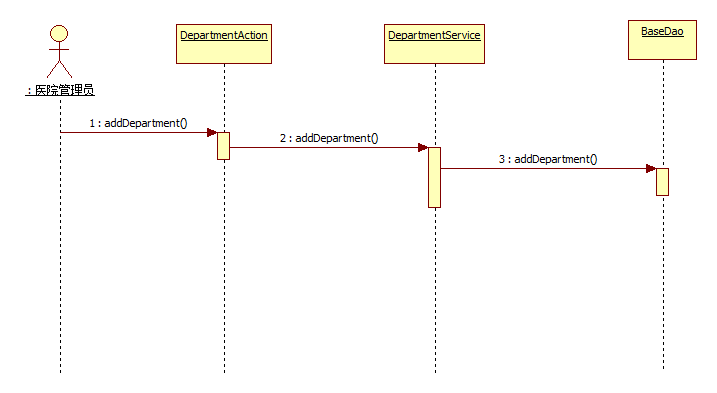 DepartmentAction
DepartmentService
BaseDao
: 医院管理员
1 : addDepartment()
2 : addDepartment()
3 : addDepartment()